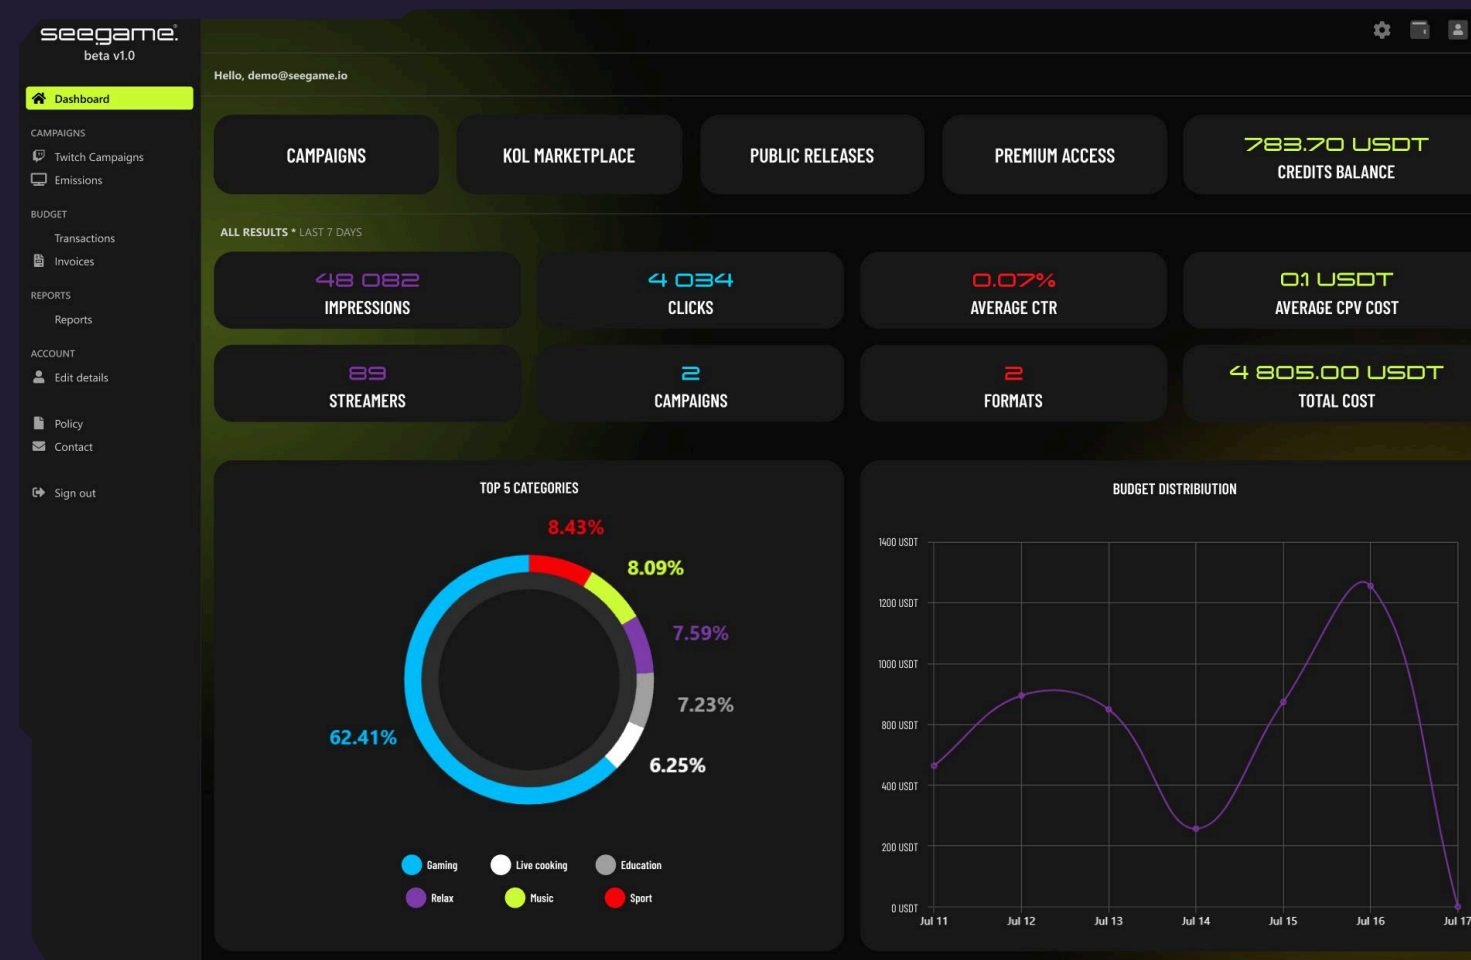 seegame®
beta v1.0
Hello, demo@seegame.io
Dashboard
CAMPAIGNS
Twitch Campaigns
Emissions
BUDGET
Transactions
Invoices
REPORTS
Reports
ACCOUNT
Edit details
Policy
Contact
Sign out
CAMPAIGNS
KOL MARKETPLACE
PUBLIC RELEASES
PREMIUM ACCESS
783.70 USDT
CREDITS BALANCE
ALL RESULTS * LAST 7 DAYS
48 082
IMPRESSIONS
4 034
CLICKS
0.07%
AVERAGE CTR
0.1 USDT
AVERAGE CPV COST
89
STREAMERS
2
CAMPAIGNS
2
FORMATS
4 805.00 USDT
TOTAL COST
TOP 5 CATEGORIES
8.43%
8.09%
7.59%
7.23%
6.25%
62.41%
Gaming
Live cooking
Education
Relax
Music
Sport
BUDGET DISTRIBIUTION
1400 USDT
1200 USDT
1000 USDT
800 USDT
400 USDT
200 USDT
0 USDT
Jul 11
Jul 12
Jul 13
Jul 14
Jul 15
Jul 16
Jul 17